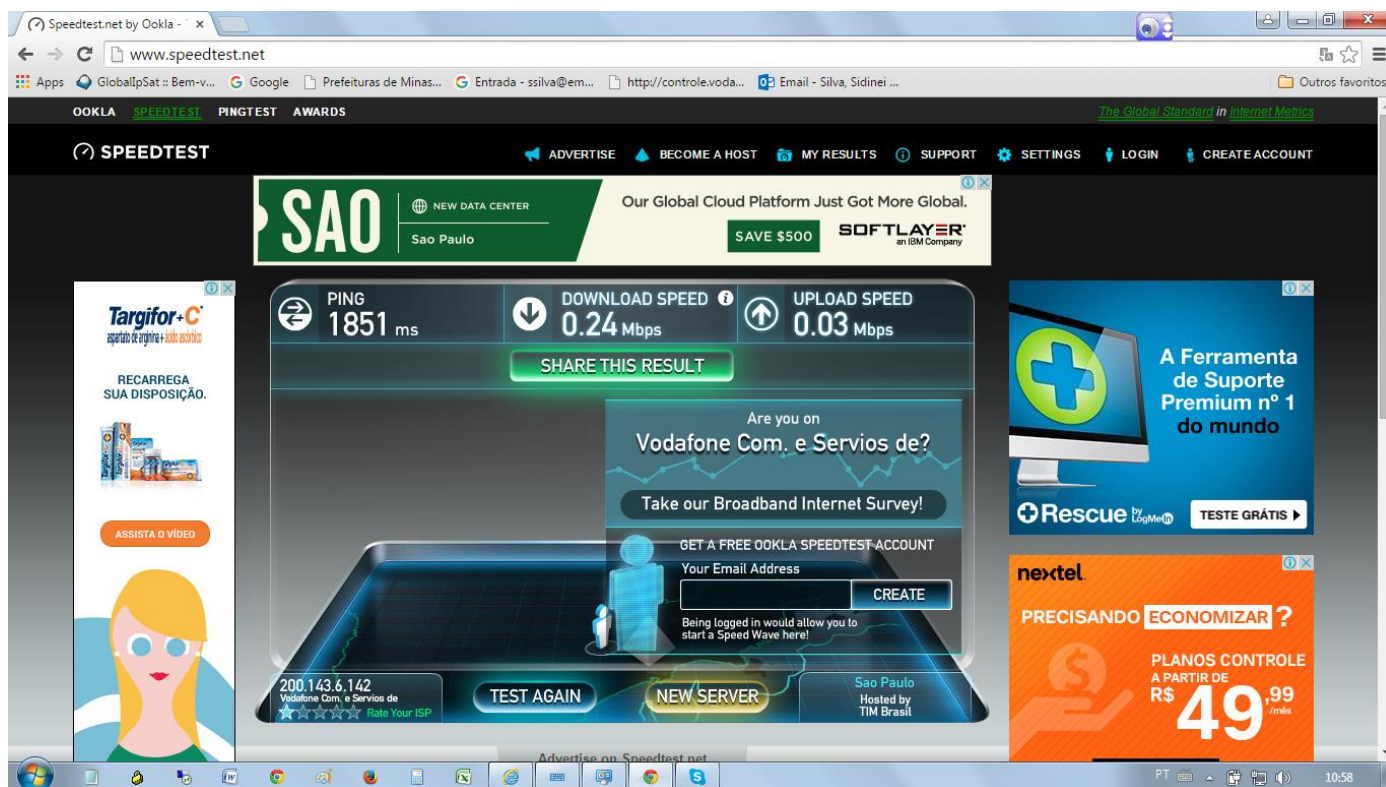 Speedtest.net by Ookla -
www.speedtest.net
Apps GlobalIpSat :: Bem-v... Google Prefeituras de Minas... Entrada - ssilva@em... http://controle.voda... Email - Silva, Sidinei ... Outros favoritos
OOKLA SPEEDTEST PINGTEST AWARDS The Global Standard in Internet Metrics
SPEEDTEST ADVERTISE BECOME A HOST MY RESULTS SUPPORT SETTINGS LOGIN CREATE ACCOUNT
SAO
NEW DATA CENTER
Sao Paulo
Our Global Cloud Platform Just Got More Global.
SAVE $500
SOFTLAYER
an IBM Company
Targifor+C
aspartato de arginina + ácido ascórbico
RECARREGA
SUA DISPOSIÇÃO.
ASSISTA O VÍDEO
PING
1851 ms
DOWNLOAD SPEED
0.24 Mbps
UPLOAD SPEED
0.03 Mbps
SHARE THIS RESULT
Are you on
Vodafone Com. e Servios de?
Take our Broadband Internet Survey!
GET A FREE OOKLA SPEEDTEST ACCOUNT
Your Email Address
CREATE
Being logged in would allow you to
start a Speed Wave here!
200.143.6.142
Vodafone Com. e Servios de
Rate Your ISP
TEST AGAIN
NEW SERVER
Sao Paulo
Hosted by
TIM Brasil
A Ferramenta
de Suporte
Premium nº 1
do mundo
Rescue by LogMeIn
TESTE GRÁTIS
nextel
PRECISANDO ECONOMIZAR ?
PLANOS CONTROLE
A PARTIR DE
R$ 49,99
/mês
Advertise on Speedtest.net
PT
10:58